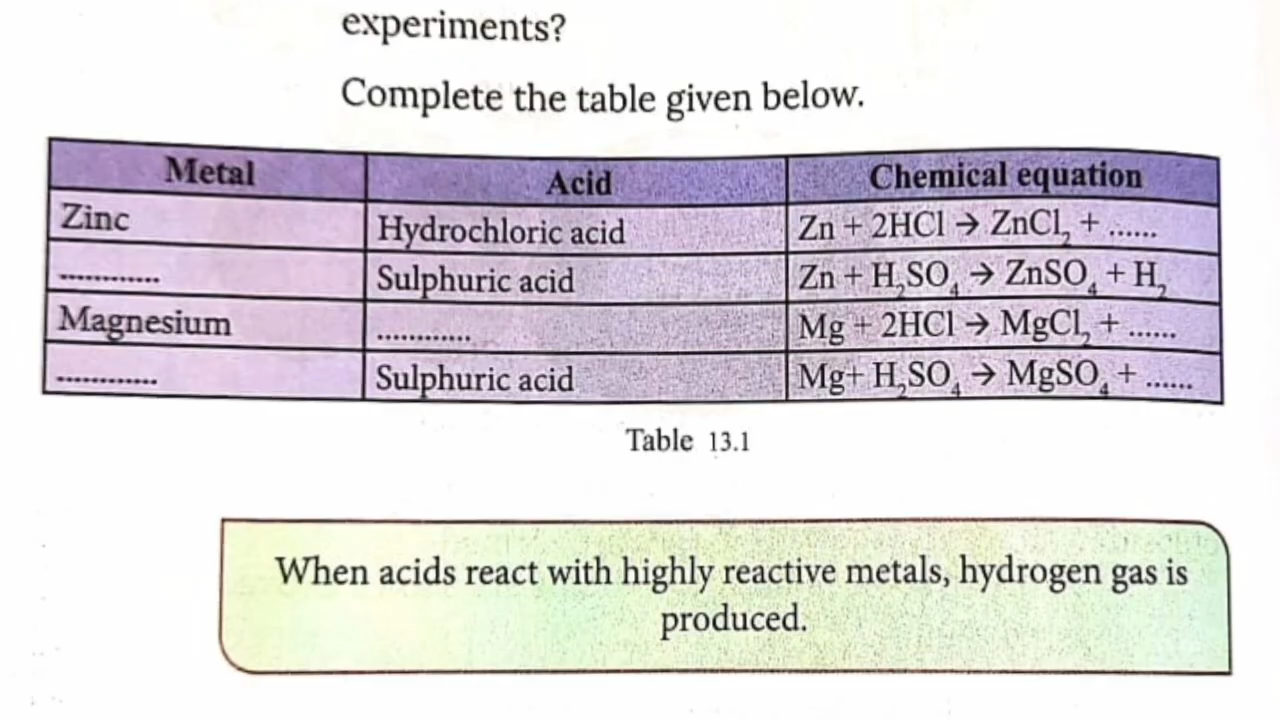 experiments?
Complete the table given below.
Metal Acid Chemical equation
Zinc Hydrochloric acid Zn + 2HCl → ZnCl₂ + ......
............ Sulphuric acid Zn + H₂SO₄ → ZnSO₄ + H₂
Magnesium ............ Mg + 2HCl → MgCl₂ + ......
............ Sulphuric acid Mg+ H₂SO₄ → MgSO₄ + ......
Table 13.1
When acids react with highly reactive metals, hydrogen gas is
produced.